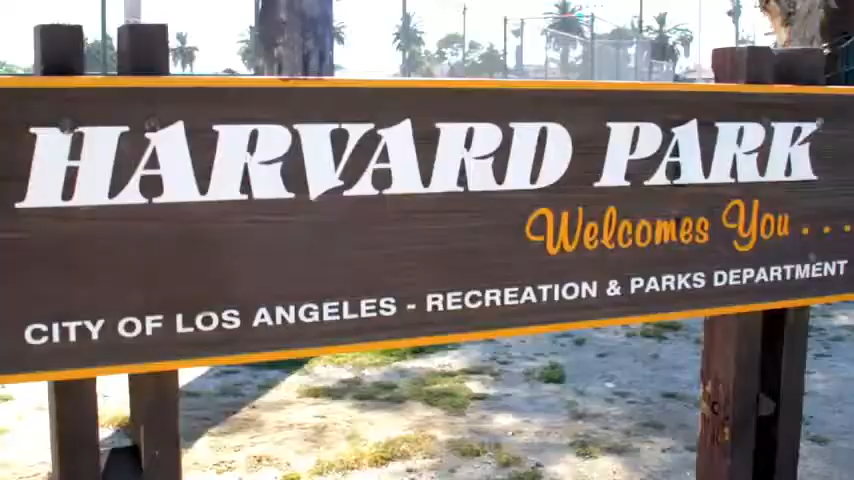 HARVARD PARK
Welcomes You . . .
CITY OF LOS ANGELES - RECREATION & PARKS DEPARTMENT